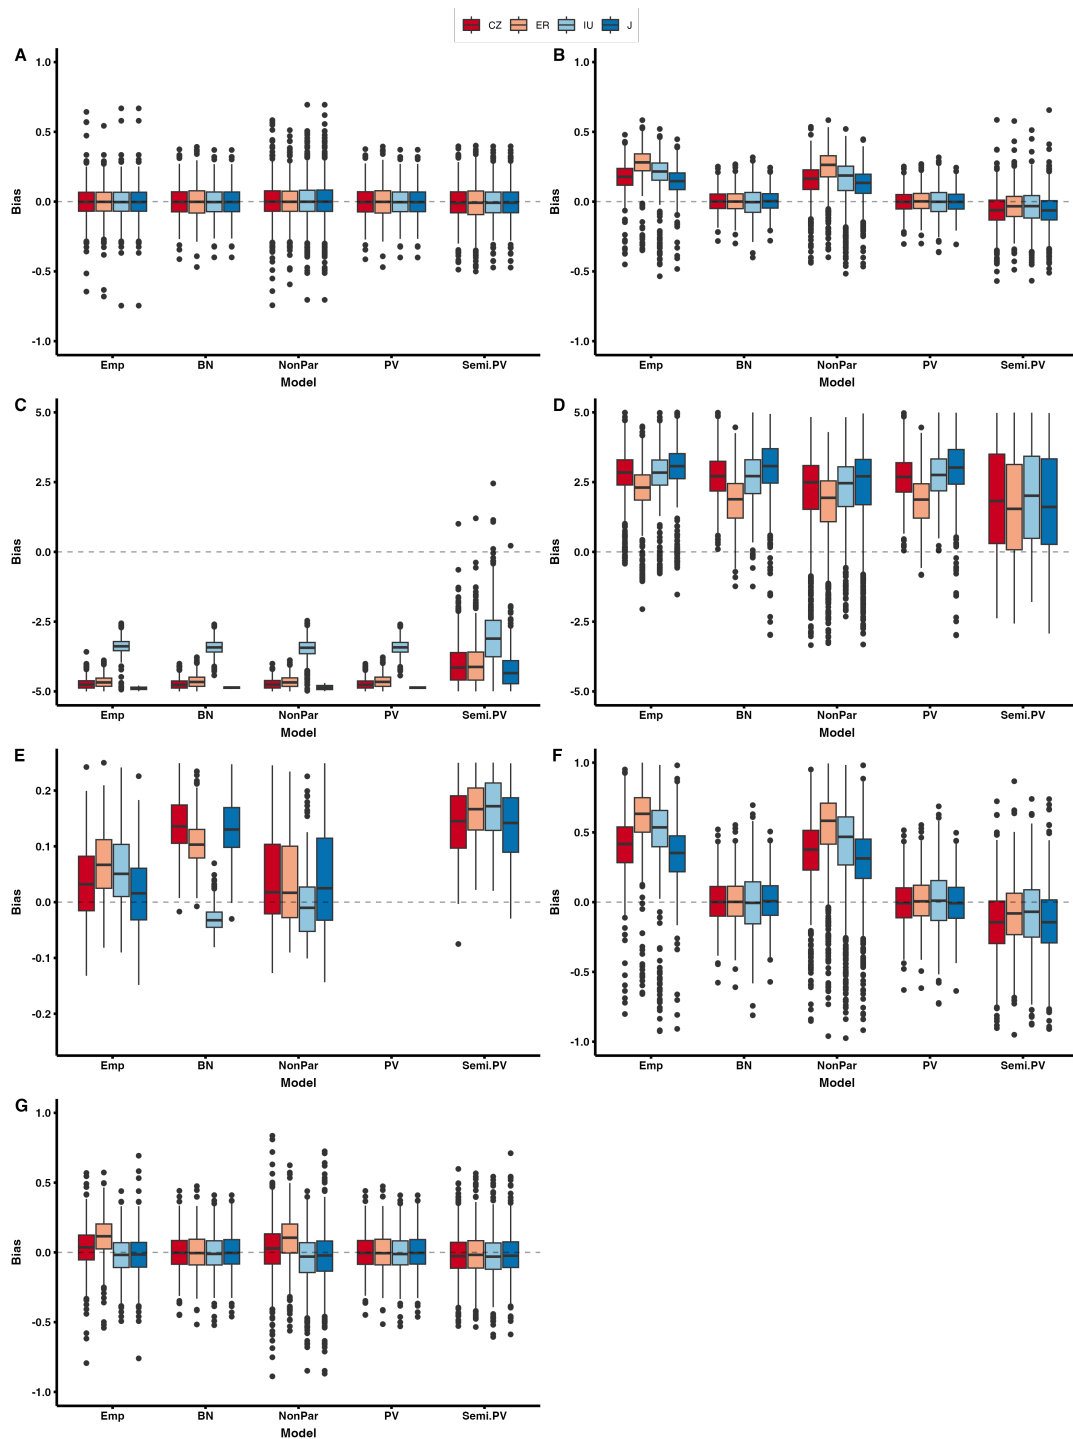 CZ ER IU J
A
1.0
0.5
0.0
-0.5
-1.0
Bias
Emp BN NonPar PV Semi.PV
Model
B
1.0
0.5
0.0
-0.5
-1.0
Bias
Emp BN NonPar PV Semi.PV
Model
C
5.0
2.5
0.0
-2.5
-5.0
Bias
Emp BN NonPar PV Semi.PV
Model
D
5.0
2.5
0.0
-2.5
-5.0
Bias
Emp BN NonPar PV Semi.PV
Model
E
0.2
0.1
0.0
-0.1
-0.2
Bias
Emp BN NonPar PV Semi.PV
Model
F
1.0
0.5
0.0
-0.5
-1.0
Bias
Emp BN NonPar PV Semi.PV
Model
G
1.0
0.5
0.0
-0.5
-1.0
Bias
Emp BN NonPar PV Semi.PV
Model